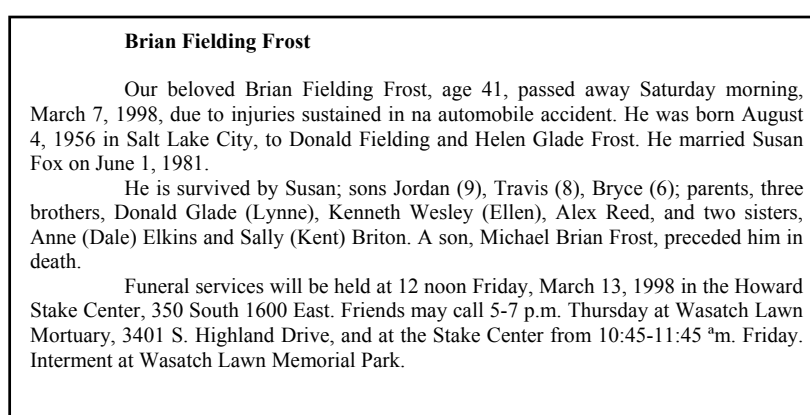 Brian Fielding Frost
Our beloved Brian Fielding Frost, age 41, passed away Saturday morning,
March 7, 1998, due to injuries sustained in na automobile accident. He was born August
4, 1956 in Salt Lake City, to Donald Fielding and Helen Glade Frost. He married Susan
Fox on June 1, 1981.
He is survived by Susan; sons Jordan (9), Travis (8), Bryce (6); parents, three
brothers, Donald Glade (Lynne), Kenneth Wesley (Ellen), Alex Reed, and two sisters,
Anne (Dale) Elkins and Sally (Kent) Briton. A son, Michael Brian Frost, preceded him in
death.
Funeral services will be held at 12 noon Friday, March 13, 1998 in the Howard
Stake Center, 350 South 1600 East. Friends may call 5-7 p.m. Thursday at Wasatch Lawn
Mortuary, 3401 S. Highland Drive, and at the Stake Center from 10:45-11:45 ªm. Friday.
Interment at Wasatch Lawn Memorial Park.